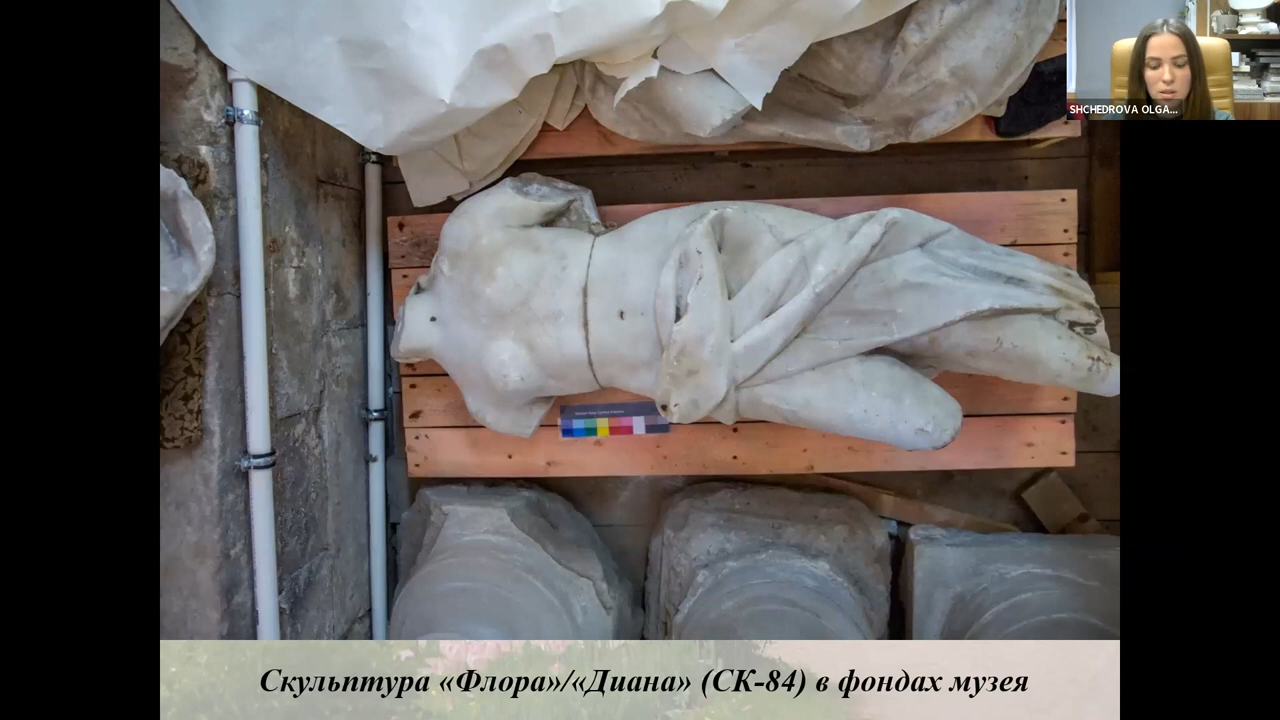 SHCHEDROVA OLGA...
Скульптура «Флора»/«Диана» (СК-84) в фондах музея